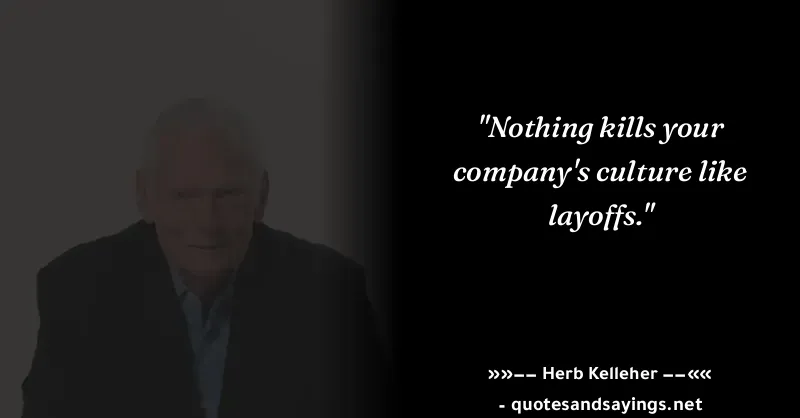 "Nothing kills your
company's culture like
layoffs."
»»−− Herb Kelleher −−««
- quotesandsayings.net